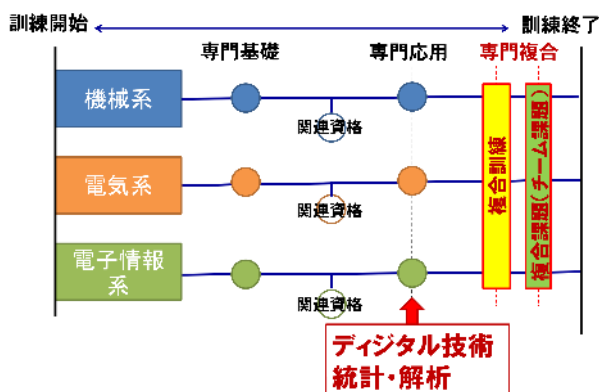 訓練開始
訓練終了
専門基礎
専門応用
専門複合
機械系
関連資格
電気系
関連資格
電子情報
系
関連資格
複合訓練
複合課題(チーム課題)
ディジタル技術
統計・解析